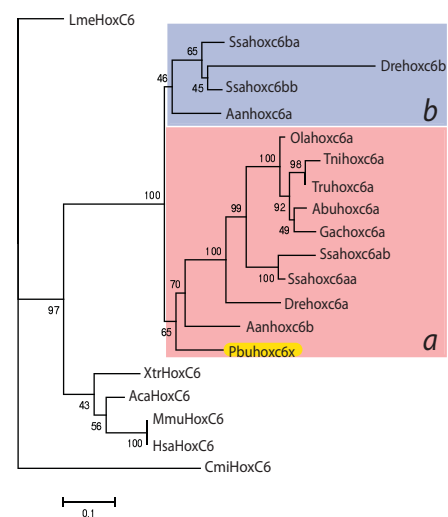 LmeHoxC6
Ssahoxc6ba
65
Drehoxc6b
46
45
Ssahoxc6bb
Aanhoxc6a
b
Olahoxc6a
100
98
Tnihoxc6a
Truhoxc6a
92
Abuhoxc6a
99
49
Gachoxc6a
100
100
Ssahoxc6ab
100
Ssahoxc6aa
70
Drehoxc6a
97
Aanhoxc6b
65
a
Pbuhoxc6x
XtrHoxC6
43
AcaHoxC6
56
MmuHoxC6
100
HsaHoxC6
CmiHoxC6
0.1